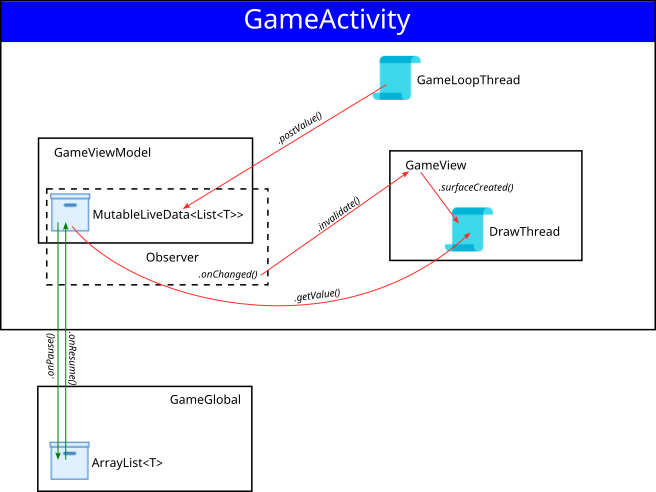 GameActivity
GameLoopThread
.postValue()
GameViewModel
GameView
.surfaceCreated()
MutableLiveData<List<T>>
.invalidate()
DrawThread
Observer
.onChanged()
.getValue()
.onPause()
.onResume()
GameGlobal
ArrayList<T>